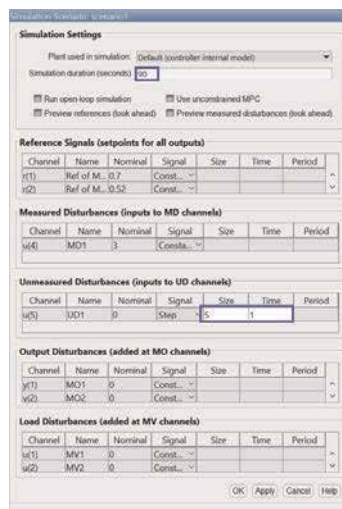 Simulation Scenario: scenario1
Simulation Settings
Plant used in simulation: Default (controller internal model)
Simulation duration (seconds) 90
Run open-loop simulation Use unconstrained MPC
Preview references (look ahead) Preview measured disturbances (look ahead)
Reference Signals (setpoints for all outputs)
Channel Name Nominal Signal Size Time Period
r(1) Ref of M... 0.7 Const...
r(2) Ref of M... 0.52 Const...
Measured Disturbances (inputs to MD channels)
Channel Name Nominal Signal Size Time Period
u(4) MD1 3 Consta...
Unmeasured Disturbances (inputs to UD channels)
Channel Name Nominal Signal Size Time Period
u(5) UD1 0 Step 5 1
Output Disturbances (added at MO channels)
Channel Name Nominal Signal Size Time Period
y(1) MO1 0 Const...
y(2) MO2 0 Const...
Load Disturbances (added at MV channels)
Channel Name Nominal Signal Size Time Period
u(1) MV1 0 Const...
u(2) MV2 0 Const...
OK Apply Cancel Help